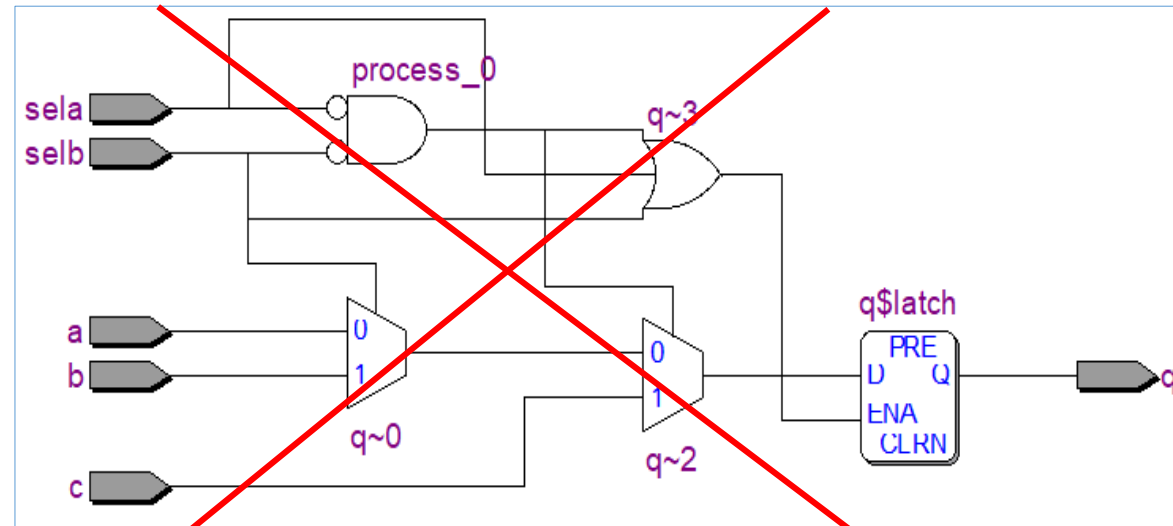 process_0
sela
q~3
selb
q$latch
a
0
PRE
0
D
Q
q
b
1
1
ENA
CLRN
q~0
q~2
c